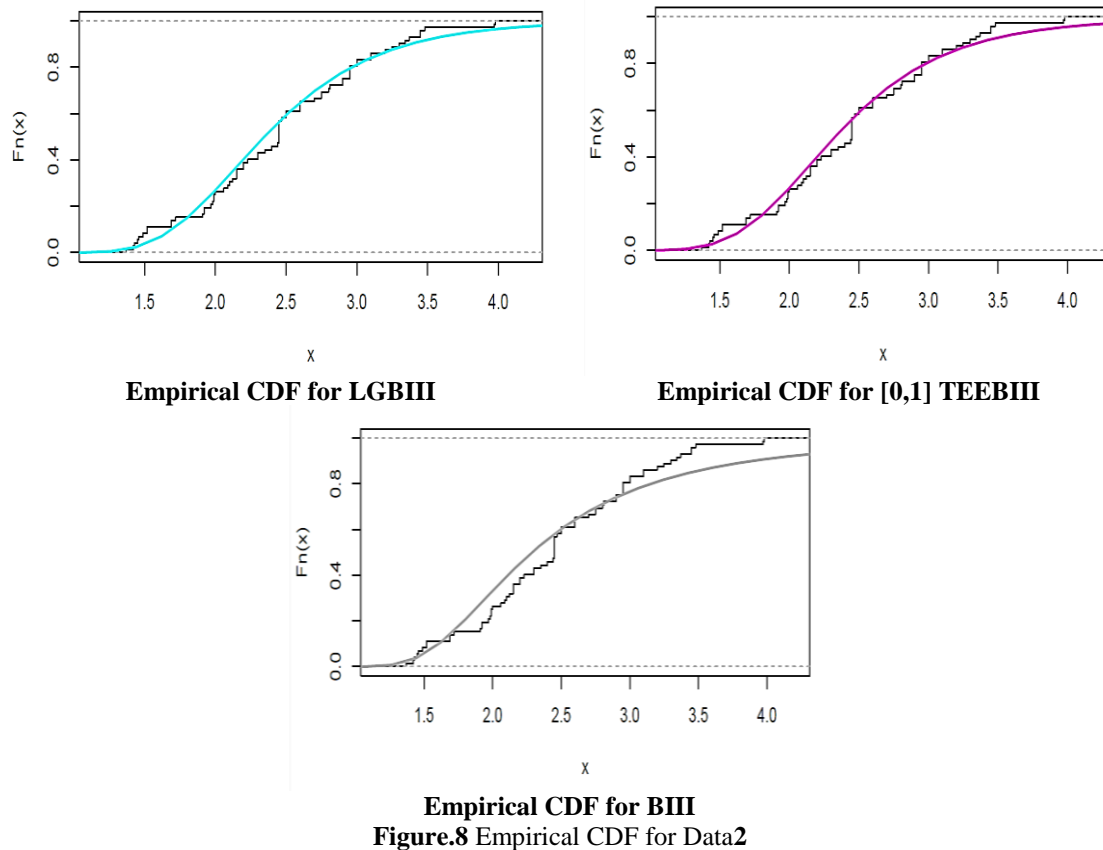 Fn(x)
0.8
0.4
0.0
1.5 2.0 2.5 3.0 3.5 4.0
x
Empirical CDF for LGBIII
Fn(x)
0.8
0.4
0.0
1.5 2.0 2.5 3.0 3.5 4.0
x
Empirical CDF for [0,1] TEEBIII
Fn(x)
0.8
0.4
0.0
1.5 2.0 2.5 3.0 3.5 4.0
x
Empirical CDF for BIII
Figure.8 Empirical CDF for Data2